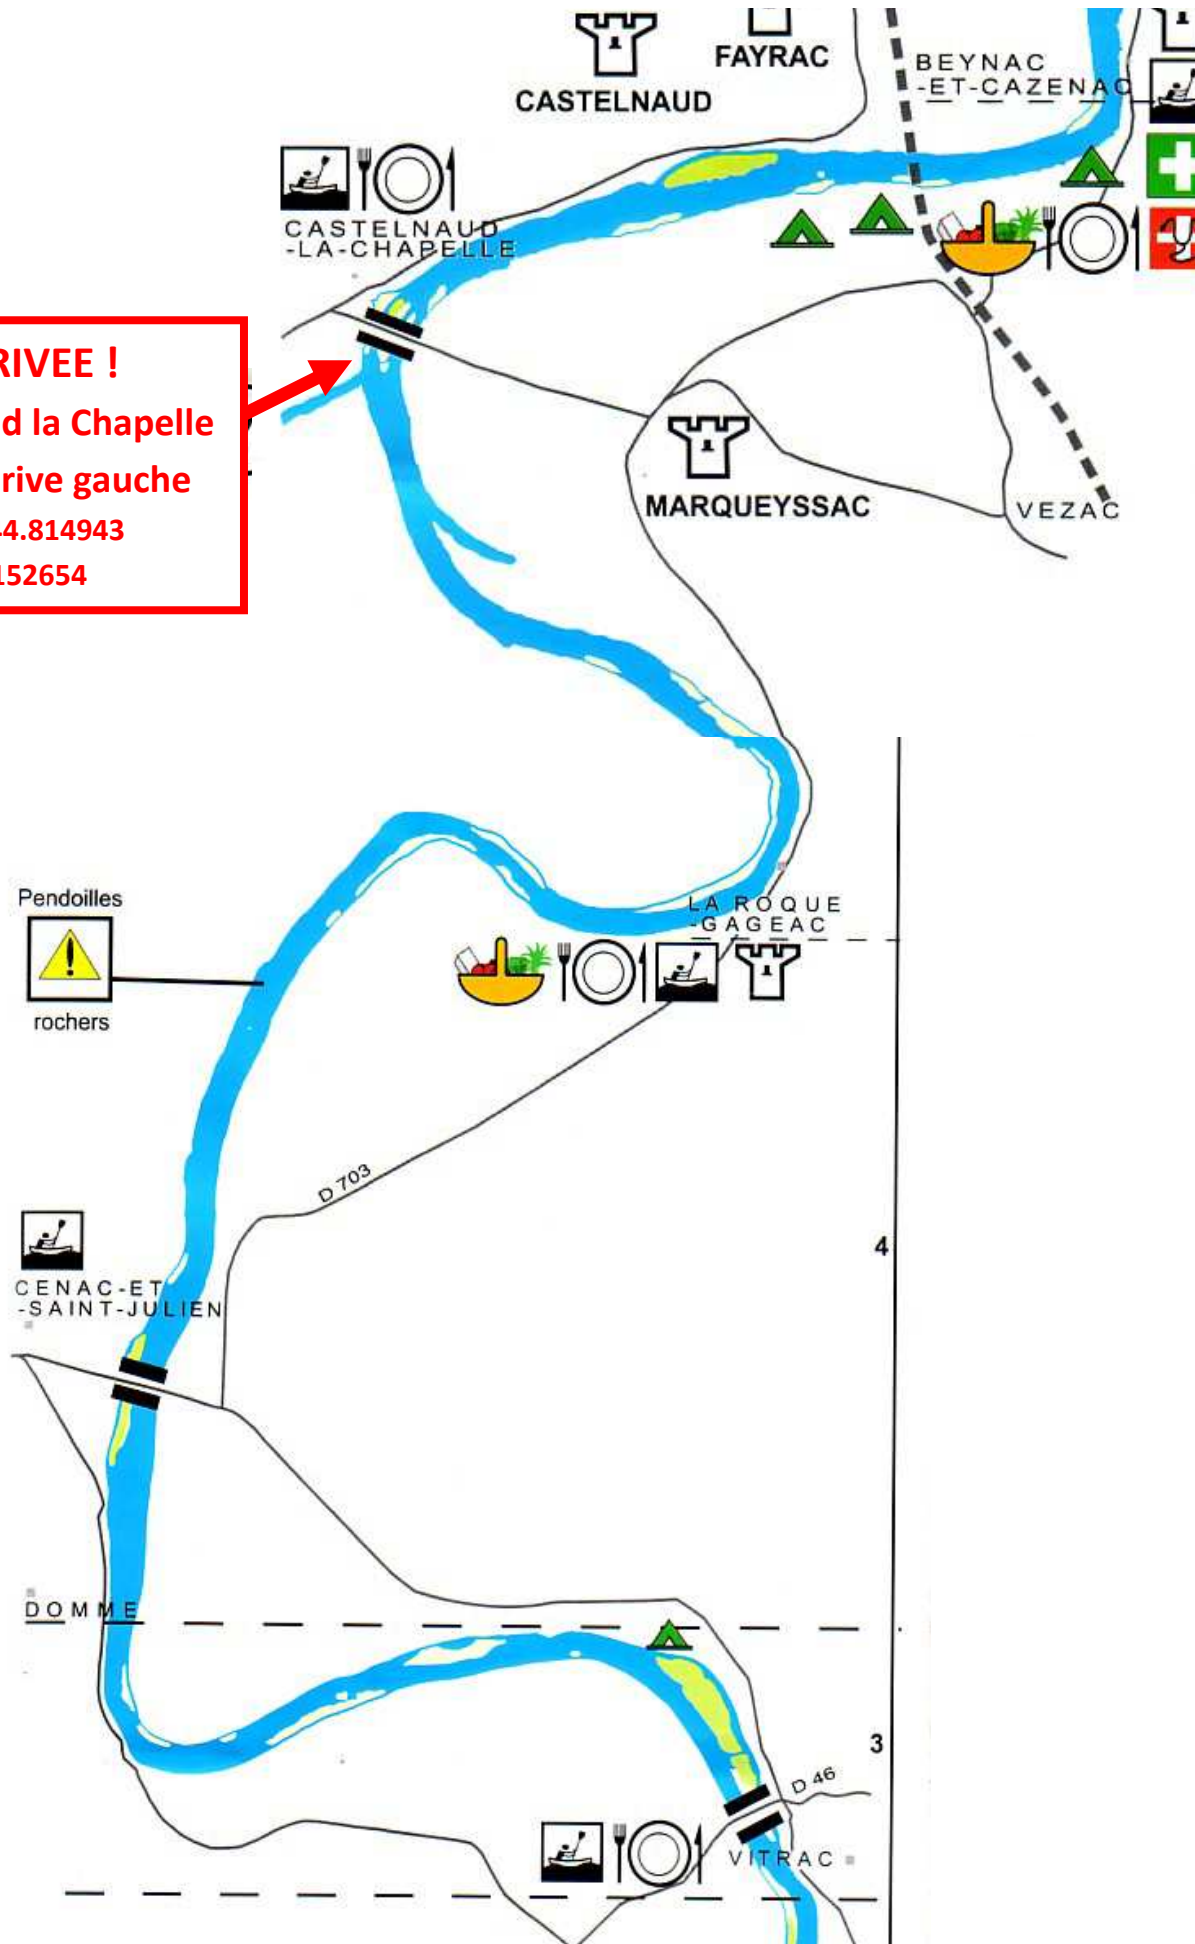 FAYRAC
CASTELNAUD
BEYNAC
-ET-CAZENAC
CASTELNAUD
-LA-CHAPELLE
RIVEE !
d la Chapelle
rive gauche
4.814943
152654
MARQUEYSSAC
VEZAC
LA ROQUE
-GAGEAC
Pendoilles
rochers
D 703
4
CENAC-ET
-SAINT-JULIEN
DOMME
3
D 46
VITRAC